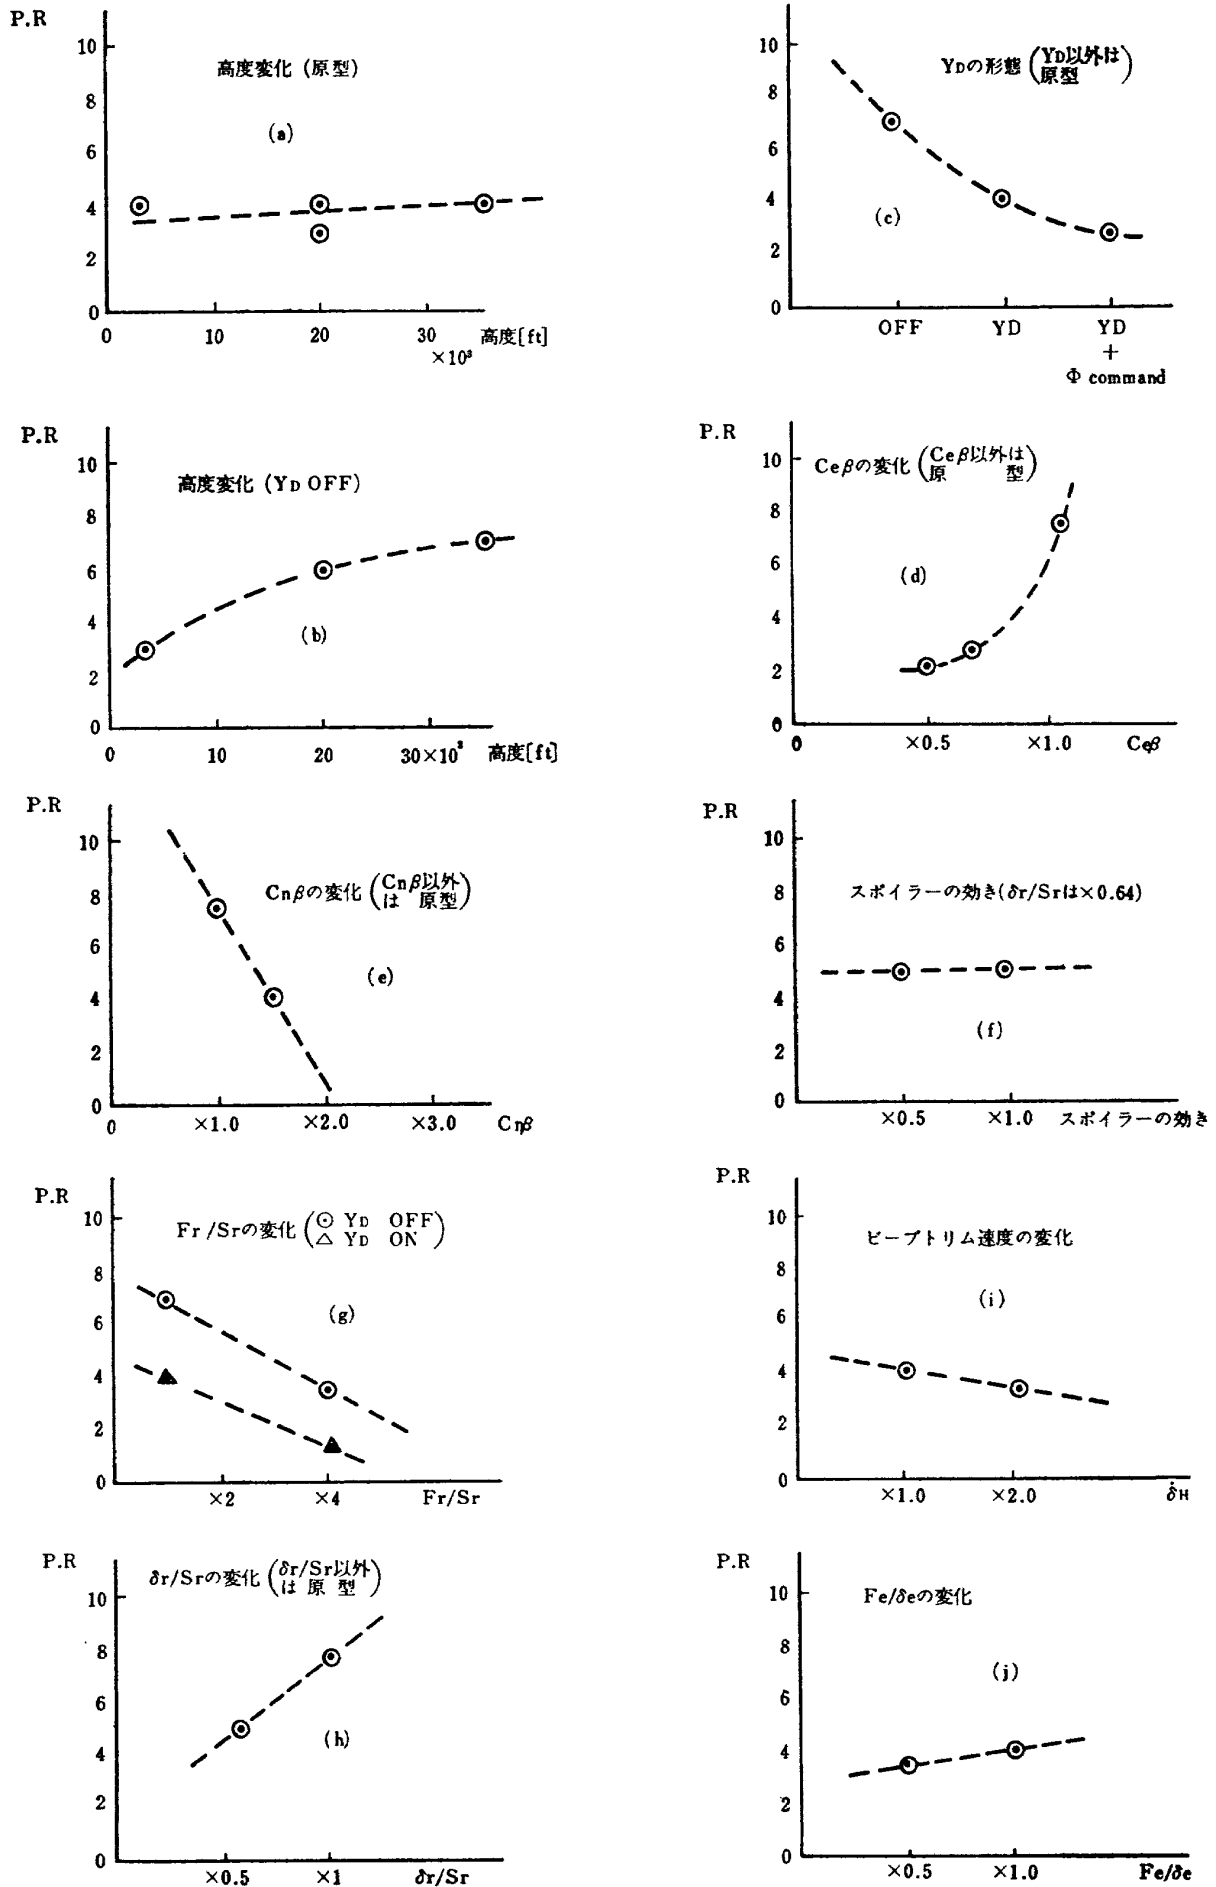 P.R
10
高度変化 (原型)
8
(a)
6
4
2
0
0 10 20 30 高度[ft]
×10³
10
YDの形態 (YD以外は
原型)
8
6
4
(c)
2
0
OFF YD YD
+
Φ command
P.R
10
高度変化 (YD OFF)
8
6
4
(b)
2
0
0 10 20 30×10³ 高度[ft]
P.R
10
Ceβの変化 (Ceβ以外は
原 型)
8
6
(d)
4
2
0
0 ×0.5 ×1.0 Ceβ
P.R
10
Cnβの変化 (Cnβ以外
は 原型)
8
6
(e)
4
2
0
0 ×1.0 ×2.0 ×3.0 Cnβ
P.R
10
スポイラーの効き(δr/Srは×0.64)
8
6
4
(f)
2
0
×0.5 ×1.0 スポイラーの効き
P.R
10
Fr/Srの変化 (⊙ YD OFF
△ YD ON)
8
6
(g)
4
2
0
×2 ×4 Fr/Sr
P.R
10
ビープトリム速度の変化
8
(i)
6
4
2
0
×1.0 ×2.0 δ̇H
P.R
δr/Srの変化 (δr/Sr以外
は 原 型)
10
8
6
4
(h)
2
0
×0.5 ×1 δr/Sr
P.R
10
Fe/δeの変化
8
(j)
6
4
2
0
×0.5 ×1.0 Fe/δe